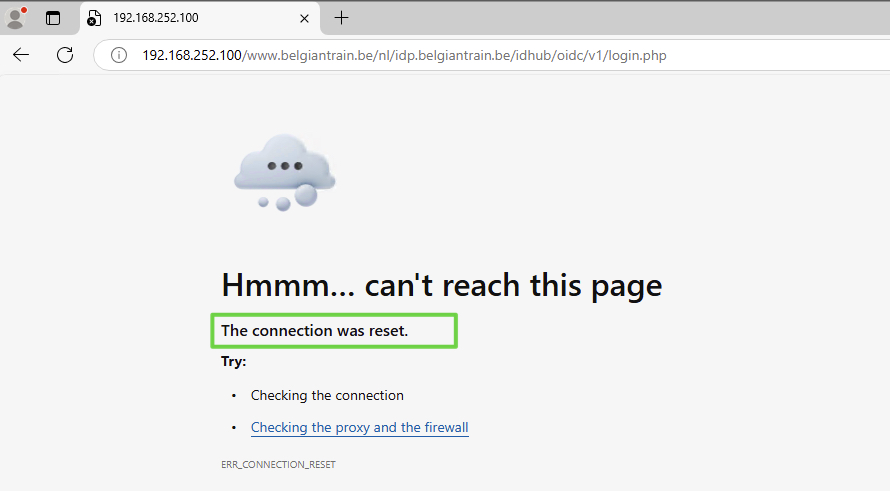 192.168.252.100
192.168.252.100/www.belgiantrain.be/nl/idp.belgiantrain.be/idhub/oidc/v1/login.php
Hmmm... can't reach this page
The connection was reset.
Try:
• Checking the connection
• Checking the proxy and the firewall
ERR_CONNECTION_RESET